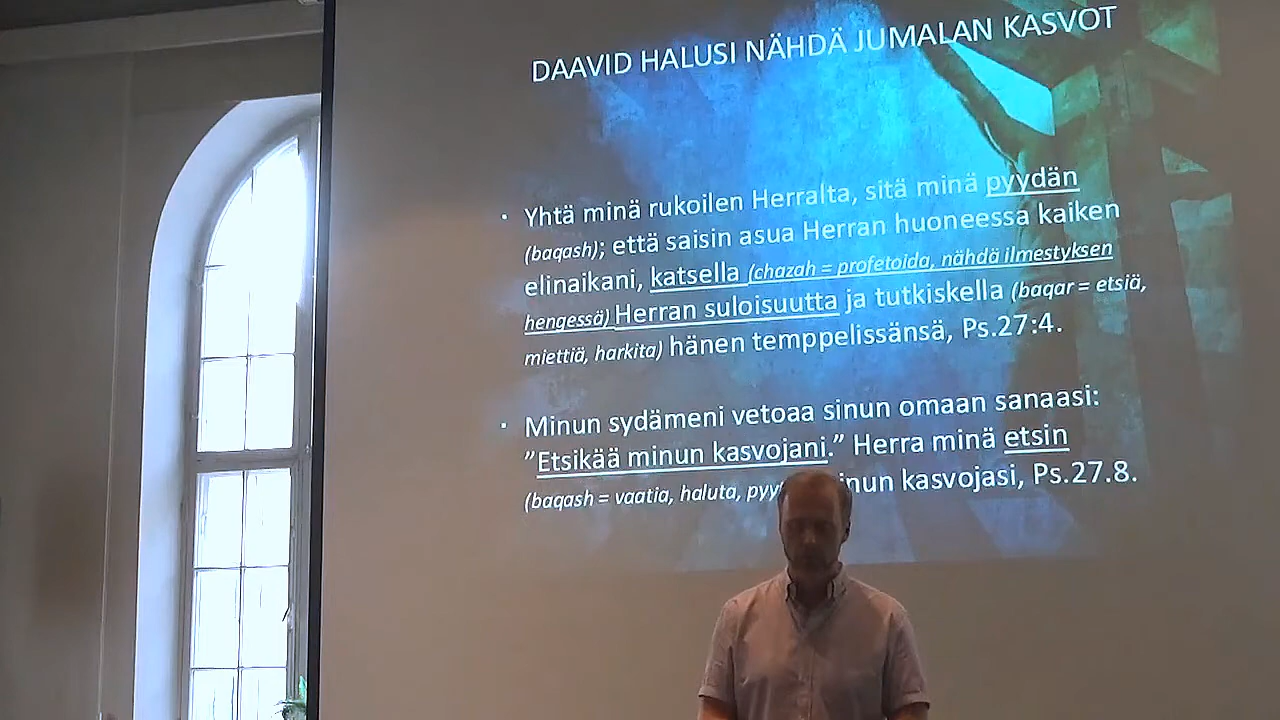 DAAVID HALUSI NÄHDÄ JUMALAN KASVOT
• Yhtä minä rukoilen Herralta, sitä minä pyydän
(baqash); että saisin asua Herran huoneessa kaiken
elinaikani, katsella (chazah = profetoida, nähdä ilmestyksen
hengessä) Herran suloisuutta ja tutkiskella (baqar = etsiä,
miettiä, harkita) hänen temppelissänsä, Ps.27:4.
• Minun sydämeni vetoaa sinun omaan sanaasi:
”Etsikää minun kasvojani.” Herra minä etsin
(baqash = vaatia, haluta, kasvojasi, Ps.27.8.